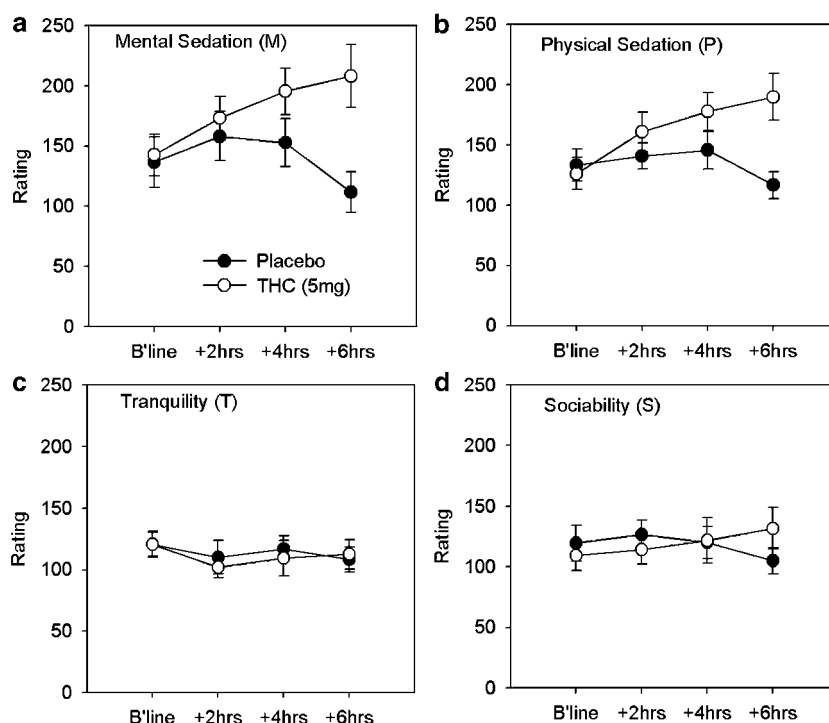 a
Mental Sedation (M)
250
200
150
100
50
0
Rating
Placebo
THC (5mg)
B'line +2hrs +4hrs +6hrs
b
Physical Sedation (P)
250
200
150
100
50
0
Rating
B'line +2hrs +4hrs +6hrs
c
Tranquility (T)
250
200
150
100
50
0
Rating
B'line +2hrs +4hrs +6hrs
d
Sociability (S)
250
200
150
100
50
0
Rating
B'line +2hrs +4hrs +6hrs